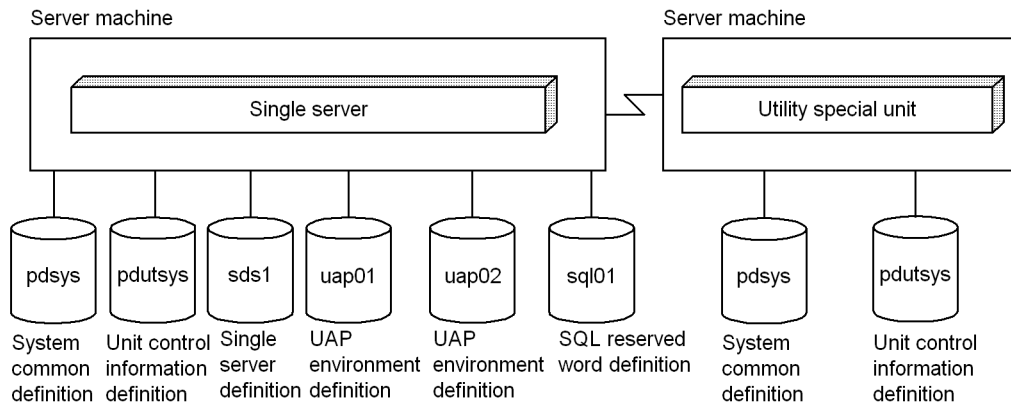 Server machine
Server machine
Single server
Utility special unit
pdsys
pdutsys
sds1
uap01
uap02
sql01
pdsys
pdutsys
System
common
definition
Unit control
information
definition
Single
server
definition
UAP
environment
definition
UAP
environment
definition
SQL reserved
word definition
System
common
definition
Unit control
information
definition